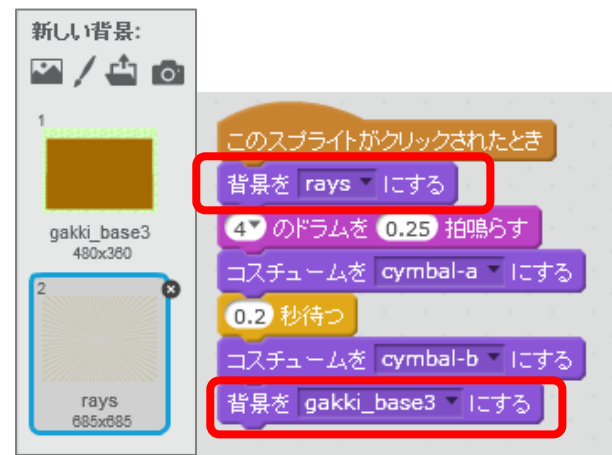 新しい背景:
1
gakki_base3
480x360
2
rays
685x685
このスプライトがクリックされたとき
背景を rays にする
4 のドラムを 0.25 拍鳴らす
コスチュームを cymbal-a にする
0.2 秒待つ
コスチュームを cymbal-b にする
背景を gakki_base3 にする